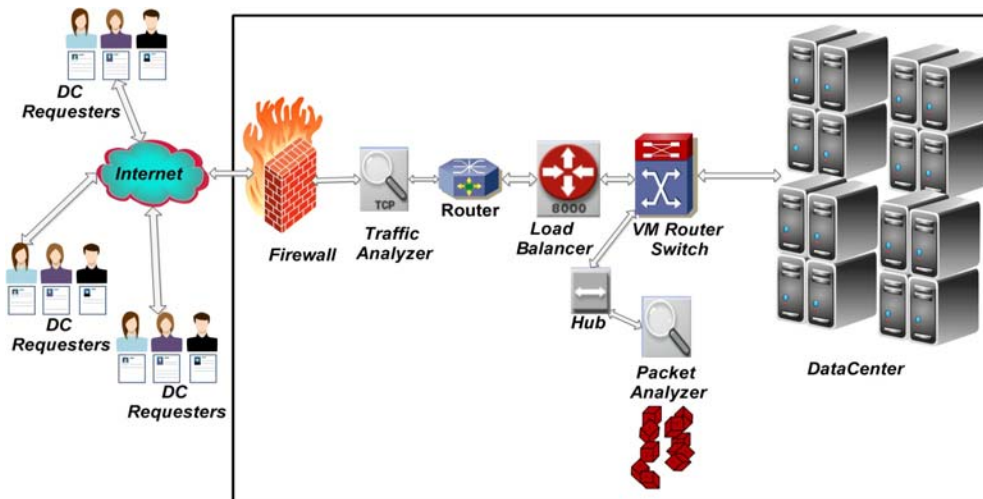 DC
Requesters
Internet
DC
Requesters
DC
Requesters
Firewall
TCP
Traffic
Analyzer
Router
8000
Load
Balancer
VM Router
Switch
Hub
Packet
Analyzer
DataCenter